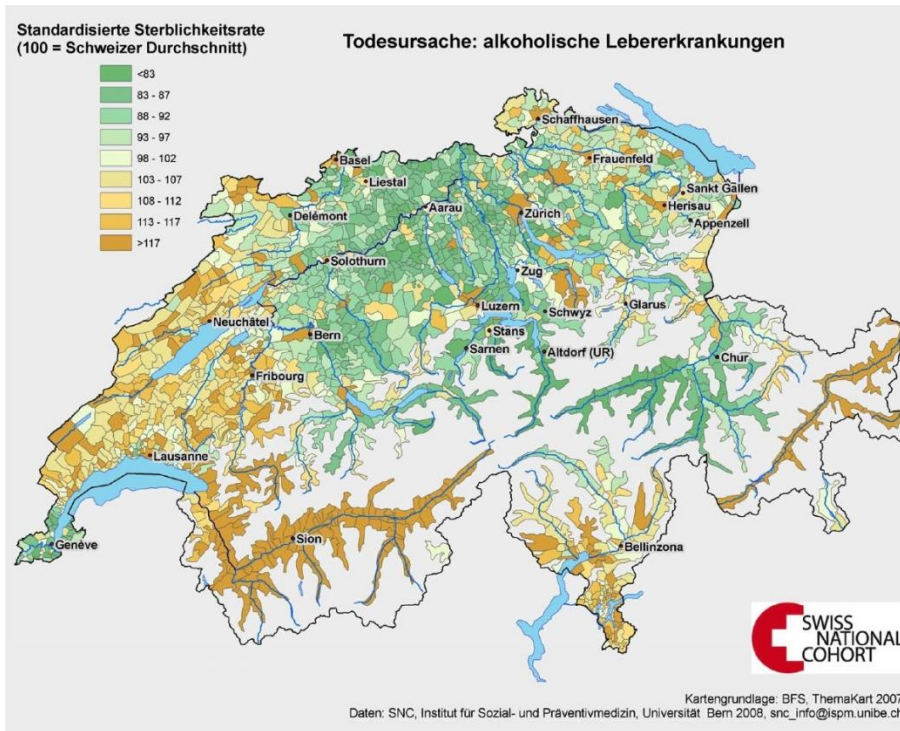 Standardisierte Sterblichkeitsrate
(100 = Schweizer Durchschnitt)
Todesursache: alkoholische Lebererkrankungen
<83
83 - 87
88 - 92
93 - 97
98 - 102
103 - 107
108 - 112
113 - 117
>117
Schaffhausen
Basel
Frauenfeld
Liestal
Sankt Gallen
Delémont
Aarau
Zürich
Herisau
Appenzell
Solothurn
Zug
Luzern
Schwyz
Glarus
Neuchâtel
Bern
Stans
Sarnen
Altdorf (UR)
Chur
Fribourg
Lausanne
Sion
Genève
Bellinzona
SWISS
NATIONAL
COHORT
Kartengrundlage: BFS, ThemaKart 2007
Daten: SNC, Institut für Sozial- und Präventivmedizin, Universität Bern 2008, snc_info@ispm.unibe.ch